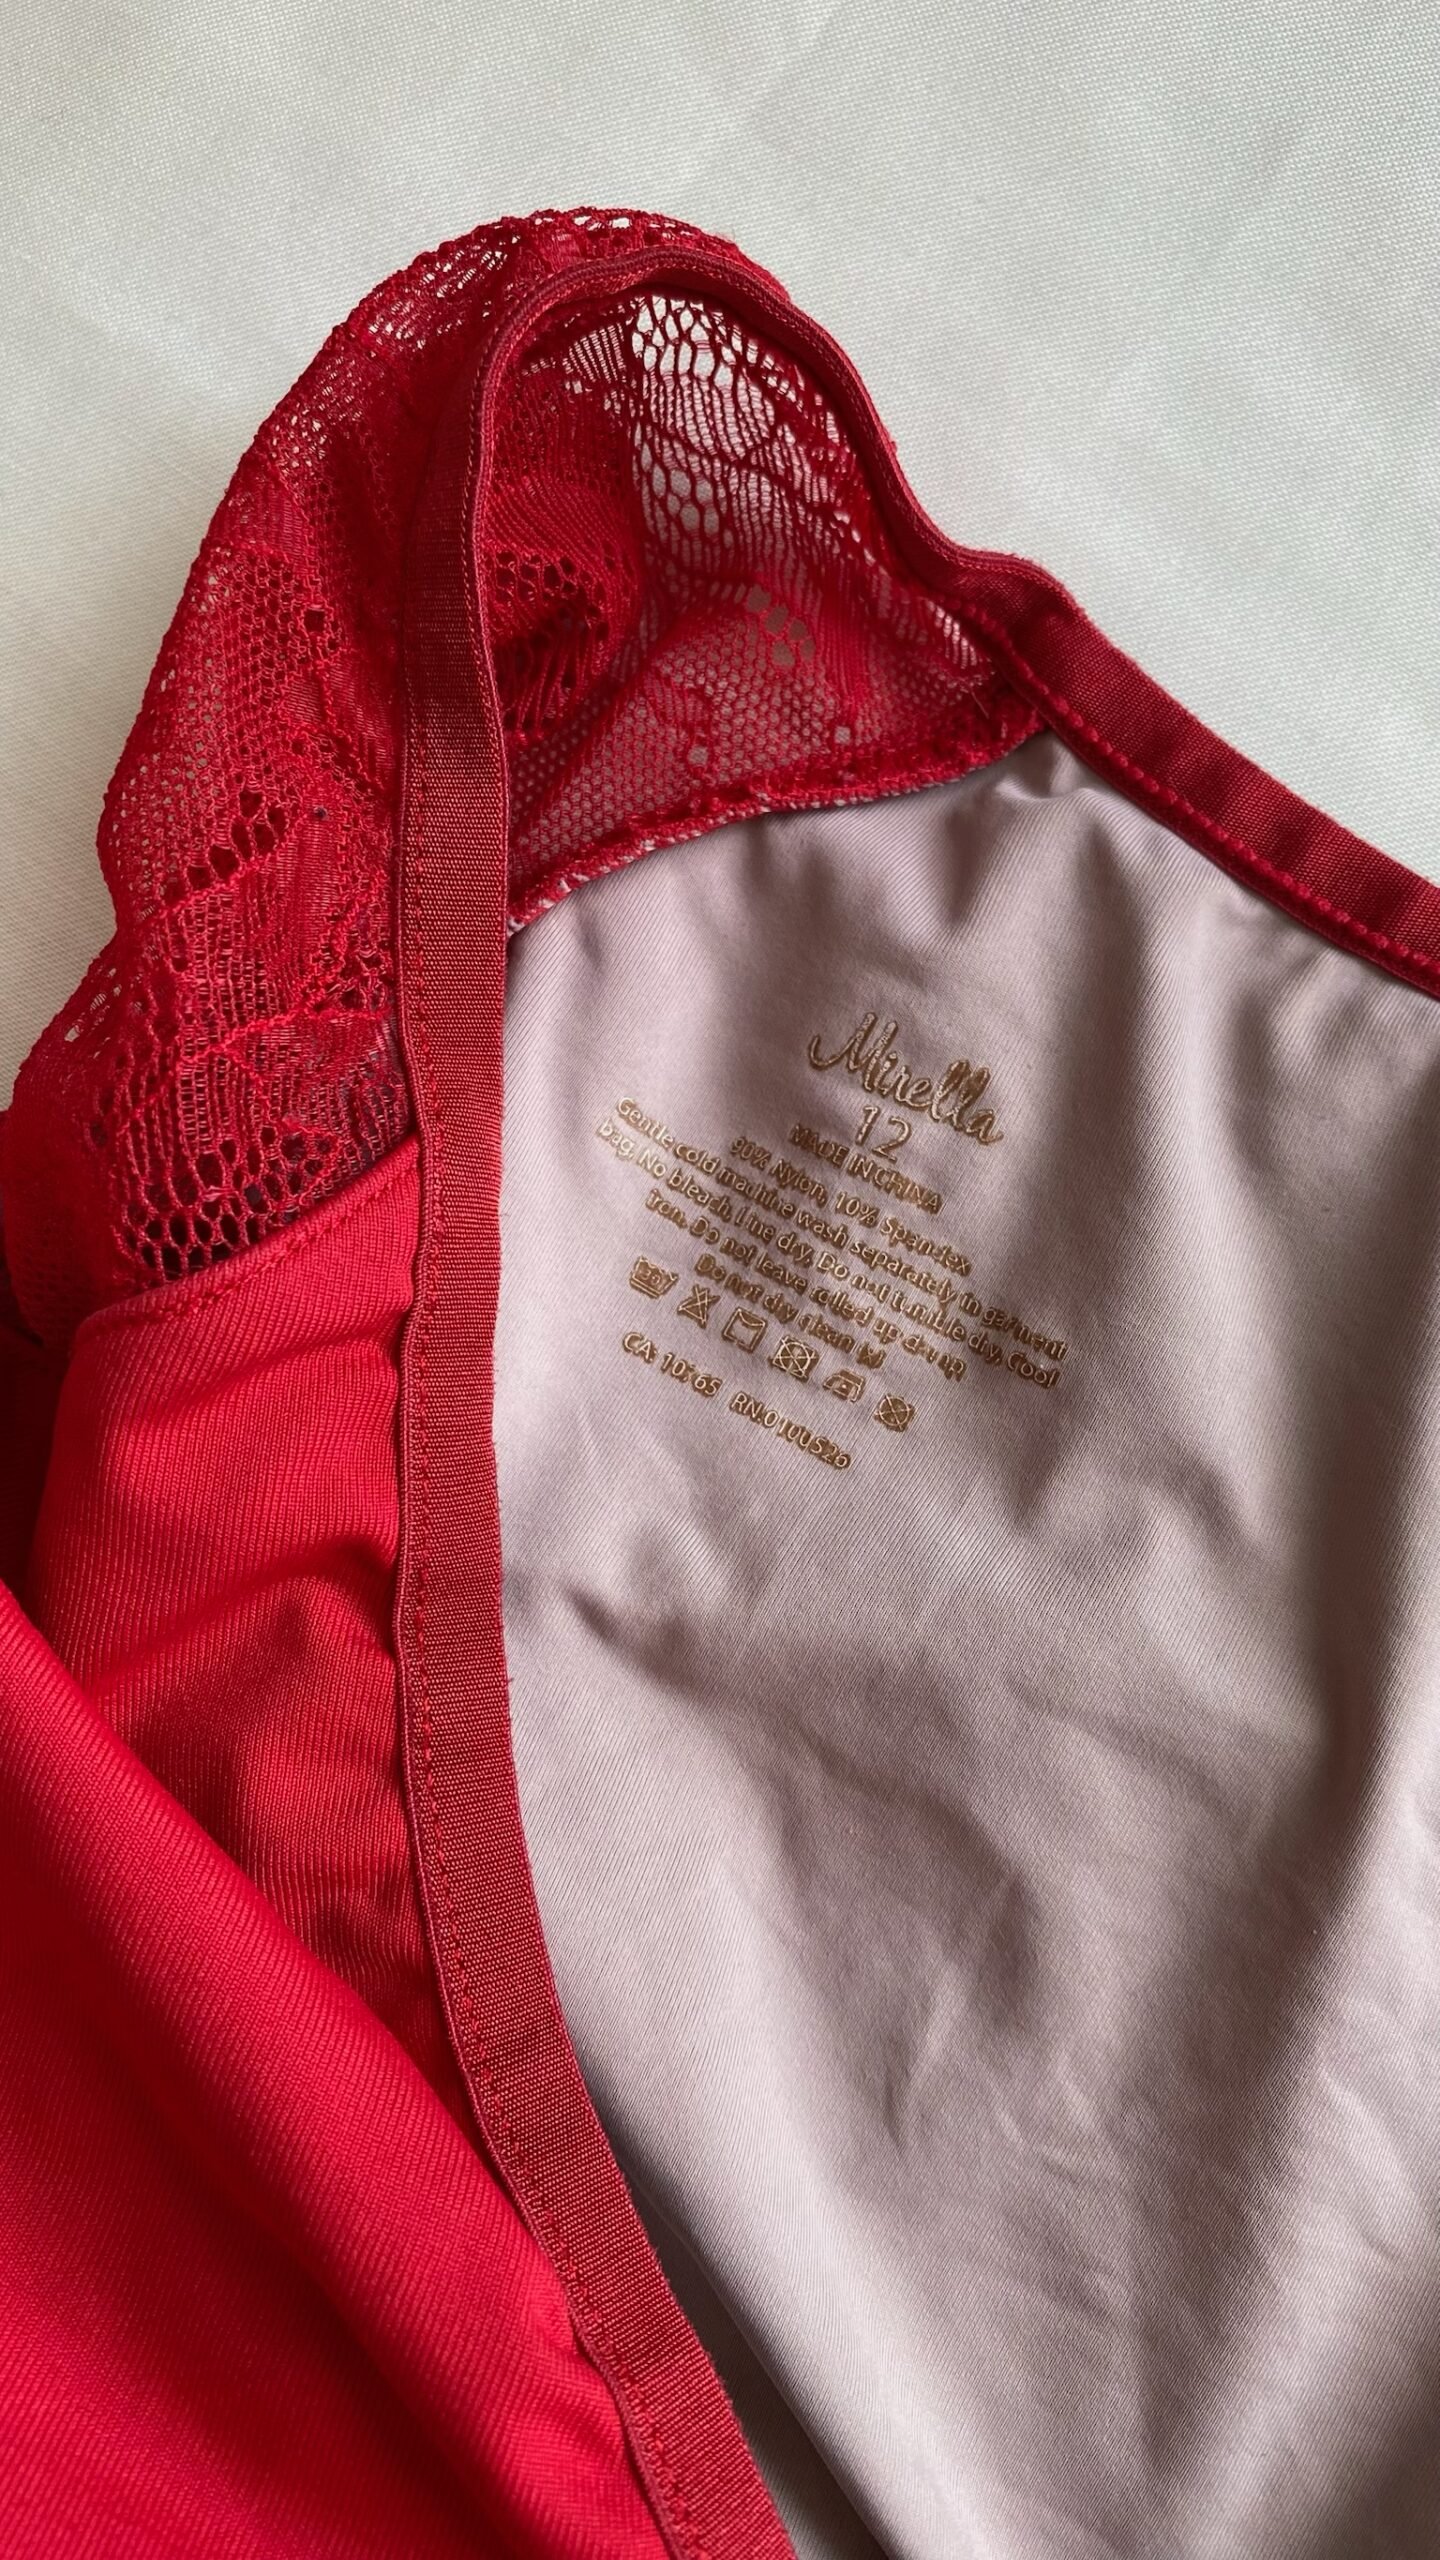 Mirella
12
MADE IN CHINA
90% Nylon, 10% Spandex
Gentle cold machine wash separately in garment
bag. No bleach. Line dry. Do not tumble dry. Cool
iron. Do not leave rolled up damp.
Do not dry clean
CA: RN: